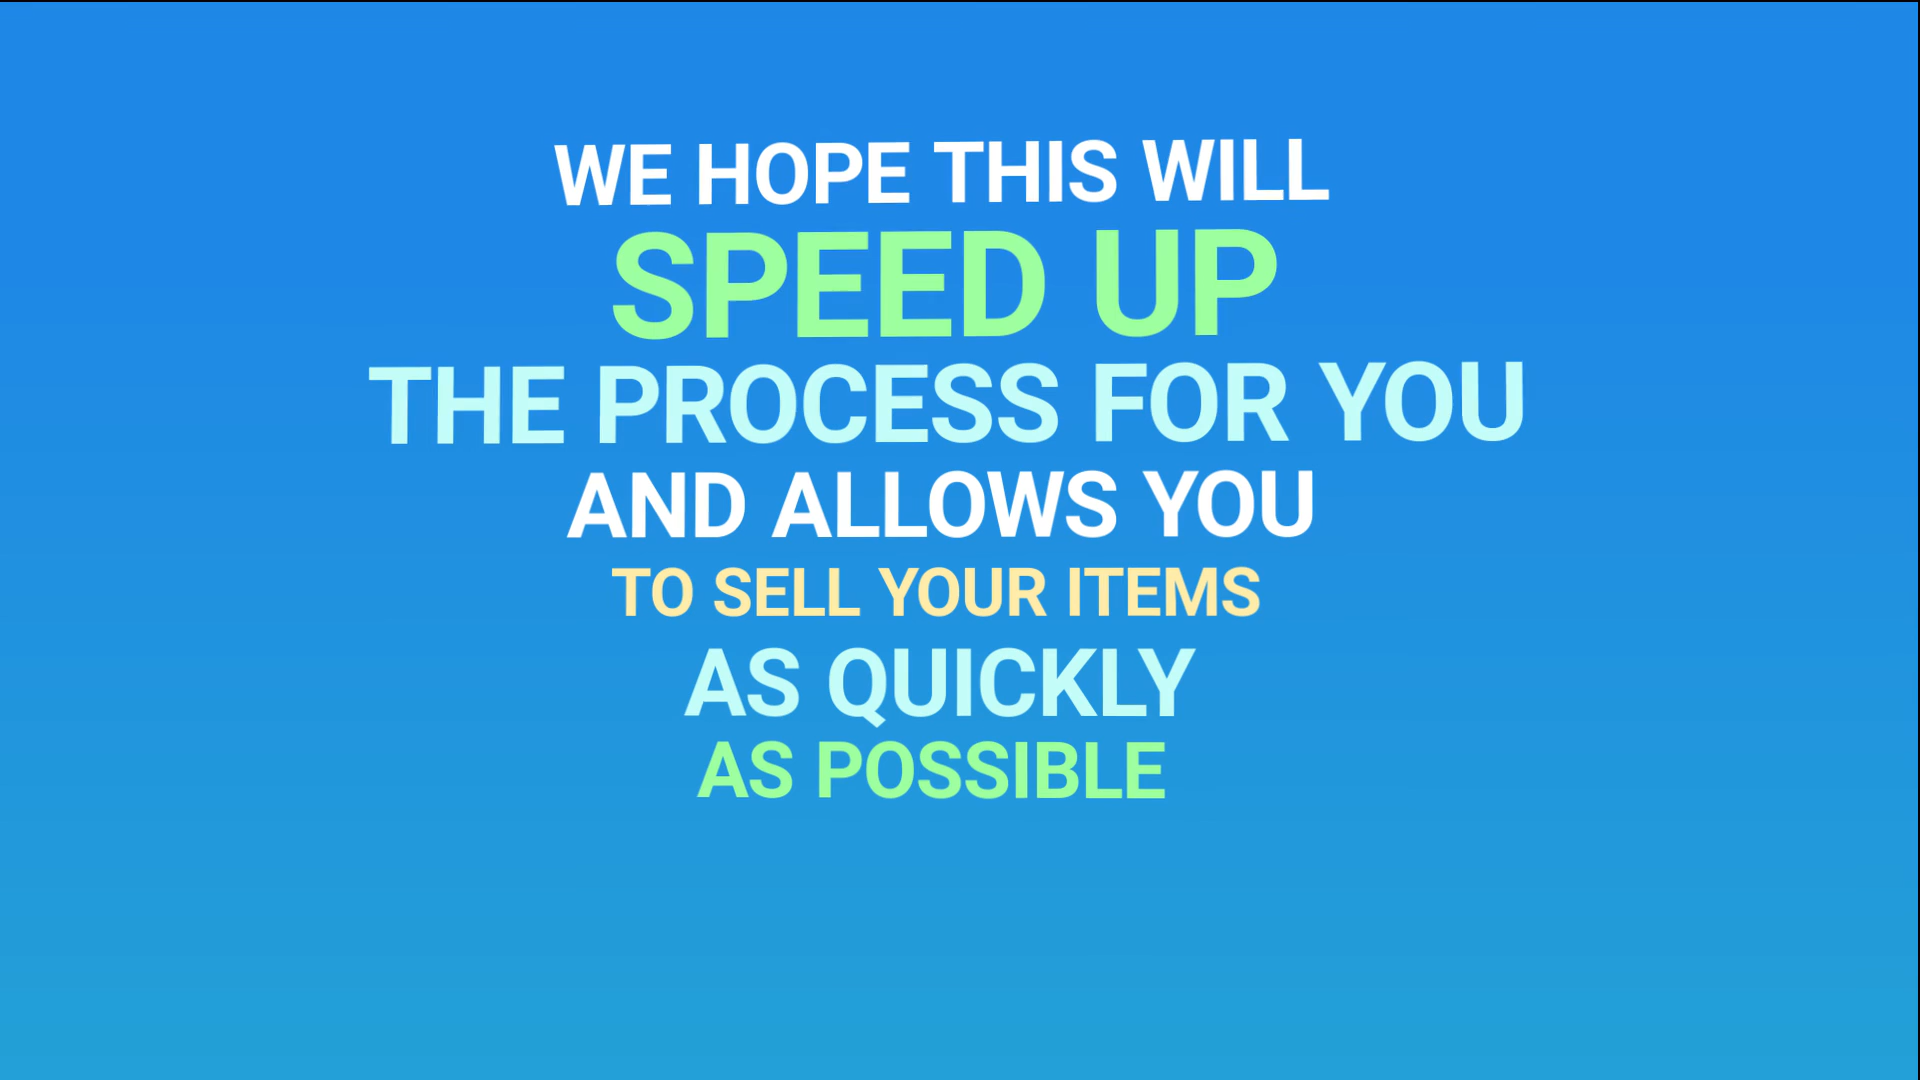 WE HOPE THIS WILL
SPEED UP
THE PROCESS FOR YOU
AND ALLOWS YOU
TO SELL YOUR ITEMS
AS QUICKLY
AS POSSIBLE